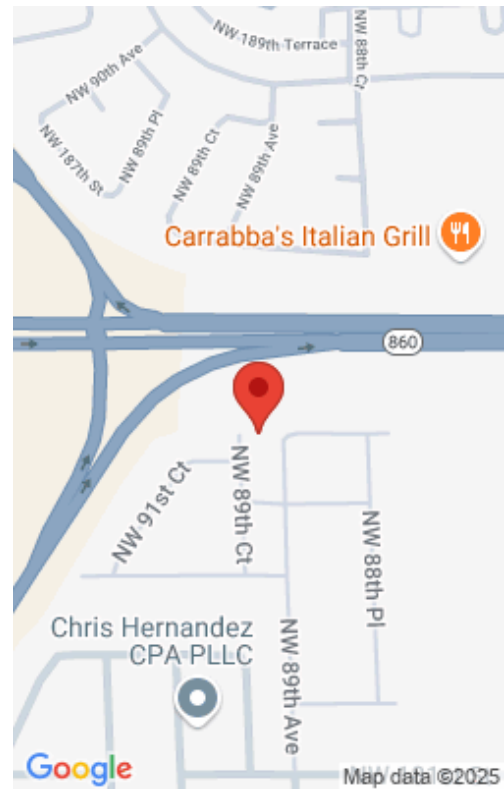 NW 189th Terrace
NW 88th Ct
NW 90th Ave
NW 89th Pl
NW 187th St
NW 89th Ct
NW 89th Ave
Carrabba's Italian Grill
860
NW 91st Ct
NW 89th Ct
NW 88th Pl
Chris Hernandez
CPA PLLC
NW 89th Ave
Google
Map data ©2025